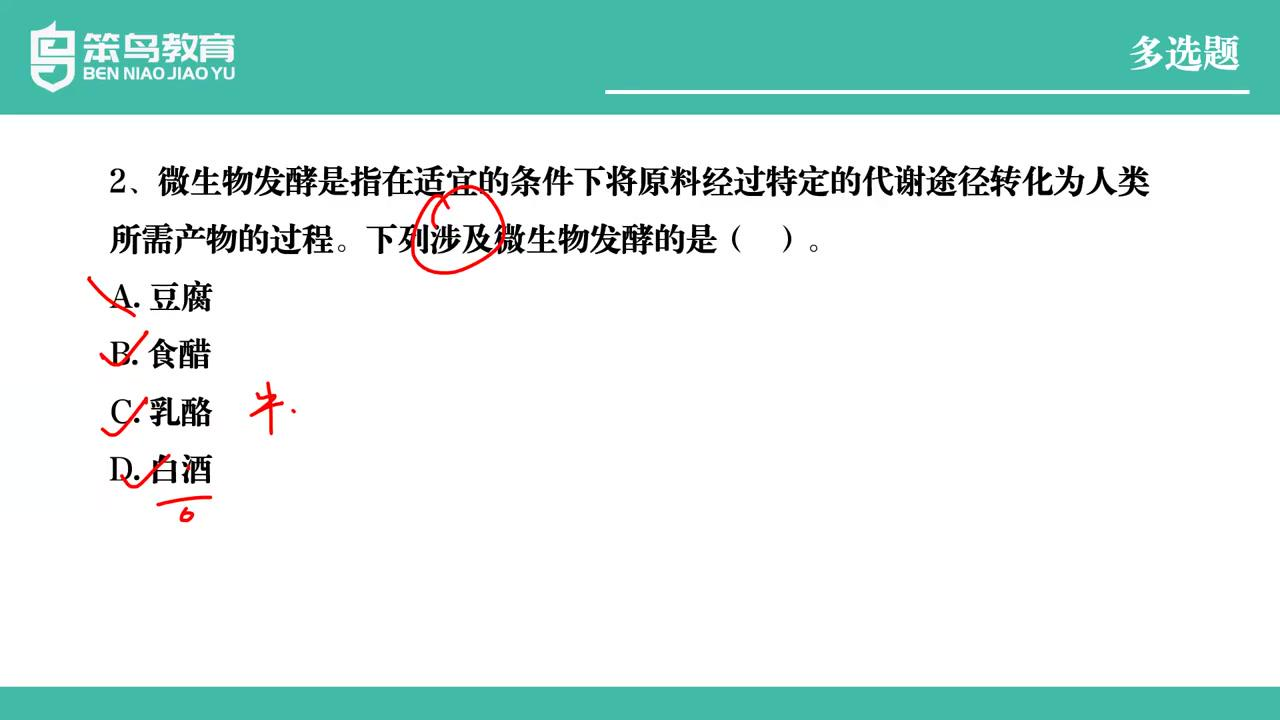 笨鸟教育
BEN NIAO JIAO YU
多选题
2、微生物发酵是指在适宜的条件下将原料经过特定的代谢途径转化为人类
所需产物的过程。下列涉及微生物发酵的是（ ）。
A. 豆腐
B. 食醋
C. 乳酪 牛
D. 白酒